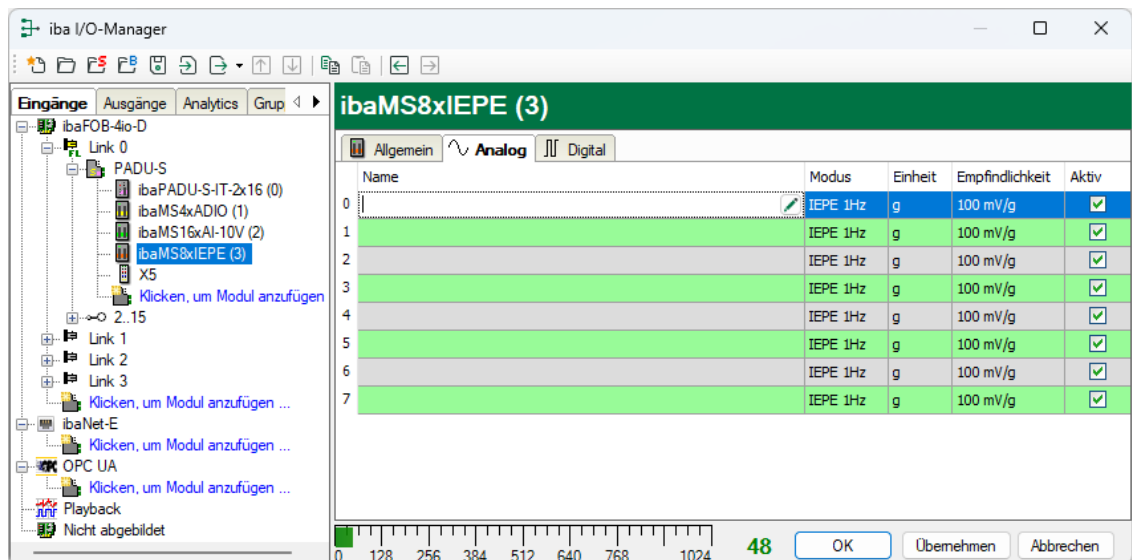 iba I/O-Manager
Eingänge Ausgänge Analytics Grup
ibaFOB-4io-D
Link 0
PADU-S
ibaPADU-S-IT-2x16 (0)
ibaMS4xADIO (1)
ibaMS16xAI-10V (2)
ibaMS8xIEPE (3)
X5
Klicken, um Modul anzufügen
2..15
Link 1
Link 2
Link 3
Klicken, um Modul anzufügen ...
ibaNet-E
Klicken, um Modul anzufügen ...
OPC UA
Klicken, um Modul anzufügen ...
Playback
Nicht abgebildet
ibaMS8xIEPE (3)
Allgemein Analog Digital
Name Modus Einheit Empfindlichkeit Aktiv
0 IEPE 1Hz g 100 mV/g
1 IEPE 1Hz g 100 mV/g
2 IEPE 1Hz g 100 mV/g
3 IEPE 1Hz g 100 mV/g
4 IEPE 1Hz g 100 mV/g
5 IEPE 1Hz g 100 mV/g
6 IEPE 1Hz g 100 mV/g
7 IEPE 1Hz g 100 mV/g
0 128 256 384 512 640 768 1024 48 OK Übernehmen Abbrechen